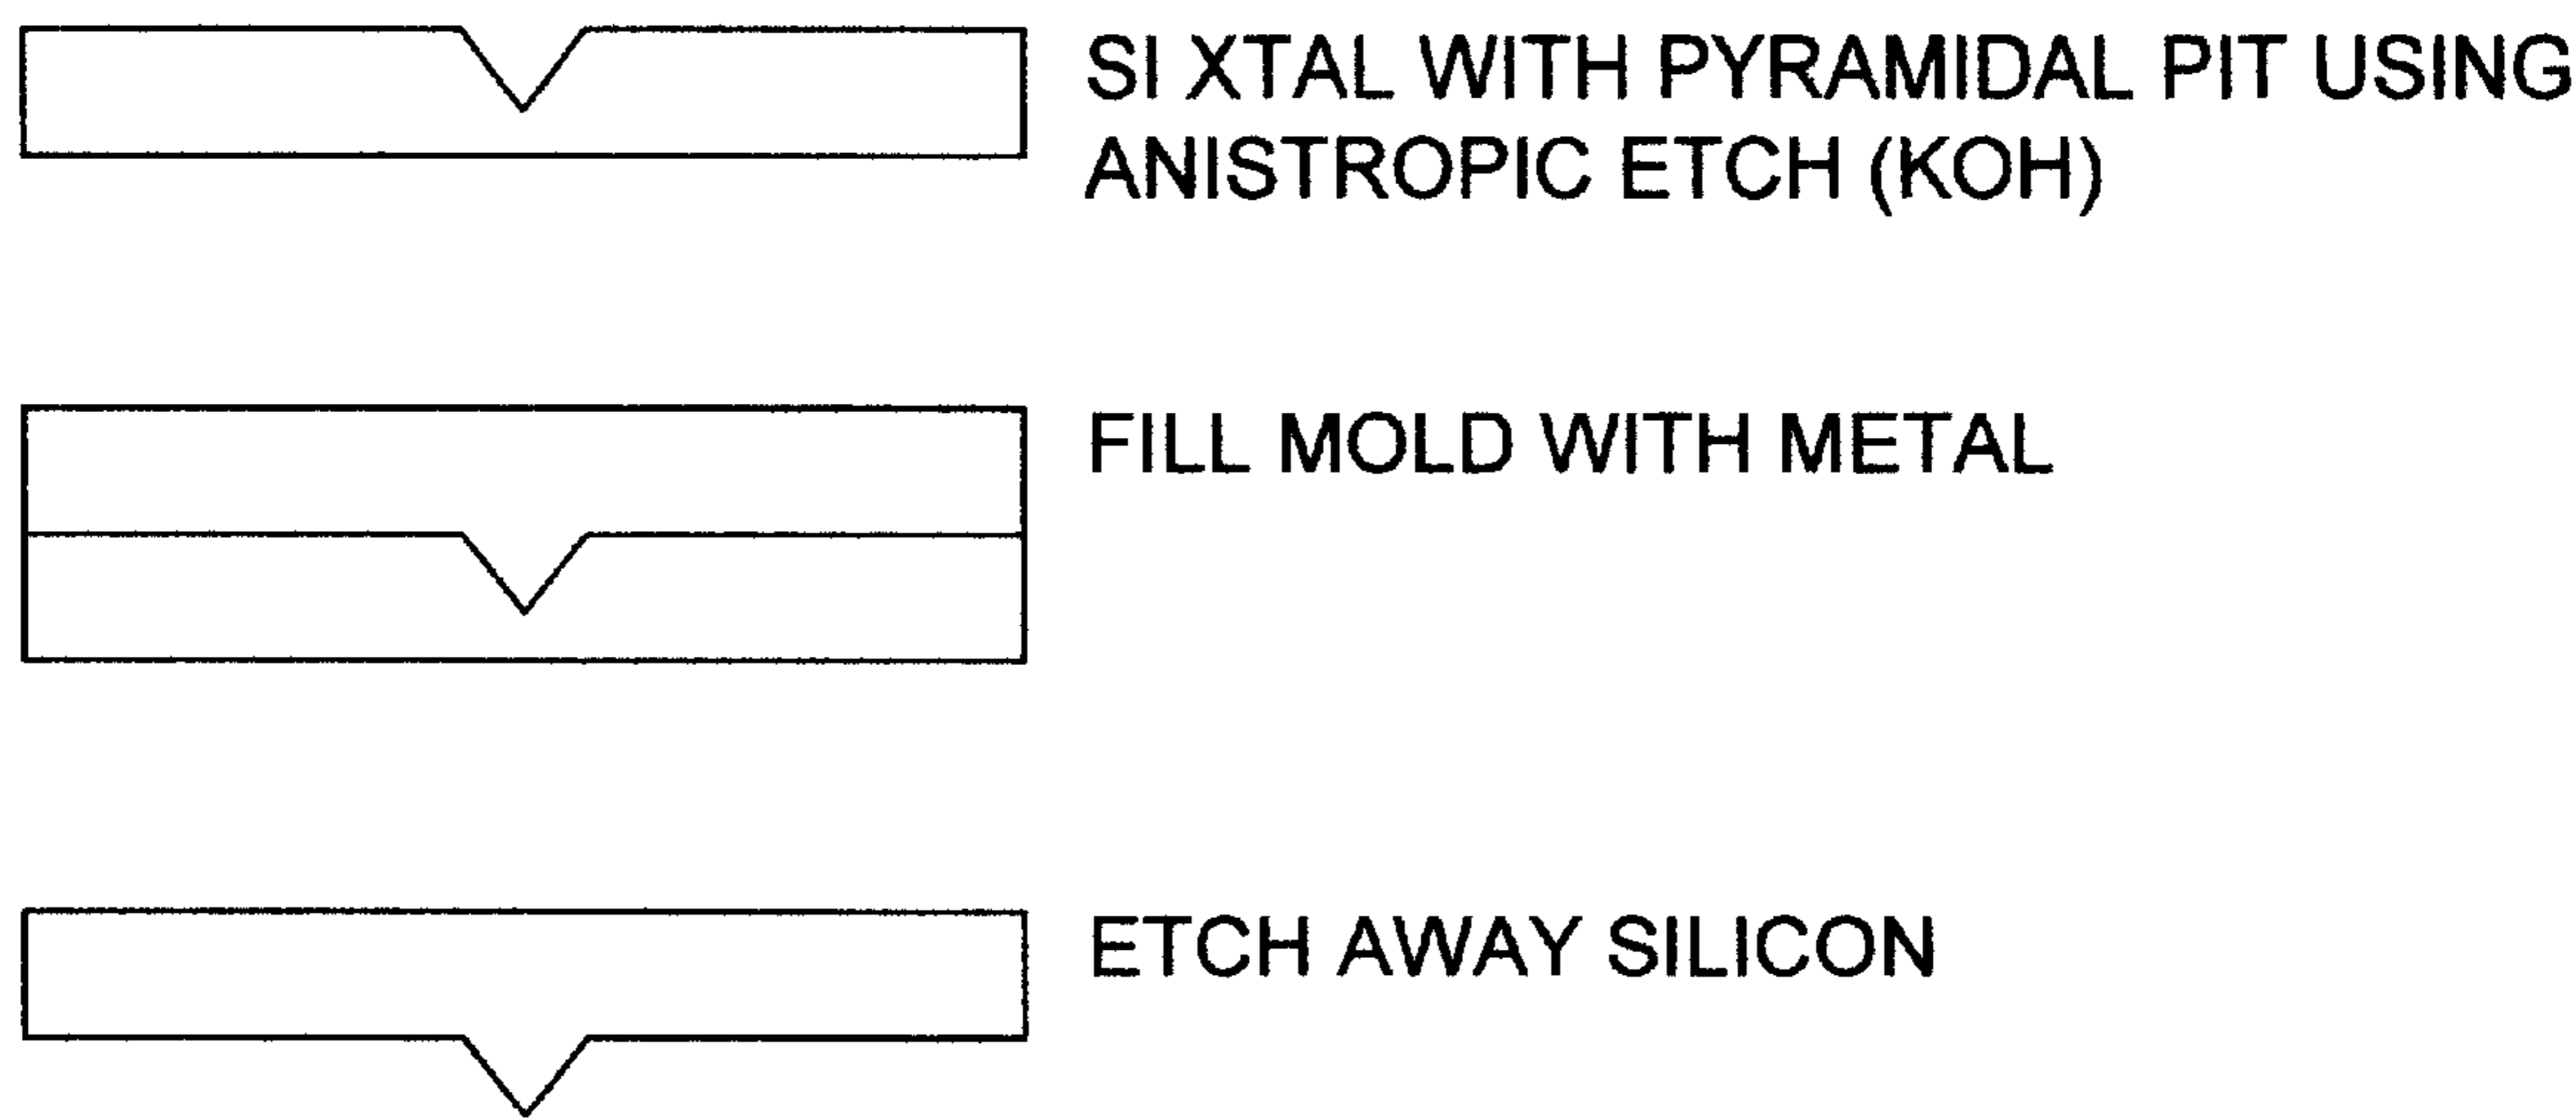 SI XTAL WITH PYRAMIDAL PIT USING
ANISTROPIC ETCH (KOH)
FILL MOLD WITH METAL
ETCH AWAY SILICON